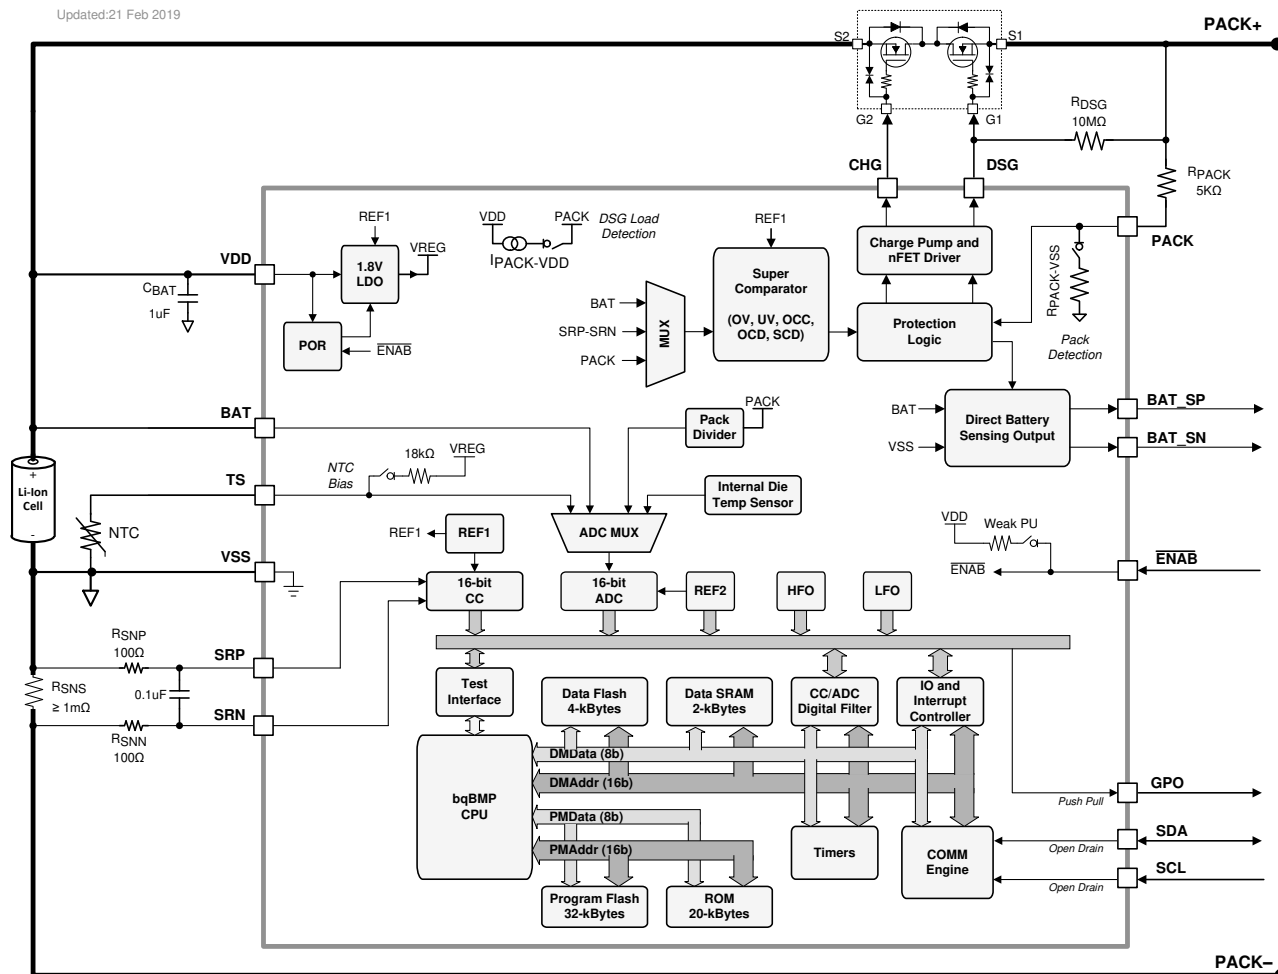 Updated:21 Feb 2019
PACK+
S2
S1
G2
G1
RDSG
10MΩ
CHG
DSG
RPACK
5KΩ
PACK
REF1
VDD
PACK
DSG Load
Detection
IPACK-VDD
VREG
1.8V
LDO
VDD
CBAT
1uF
POR
ENAB
REF1
Super
Comparator
(OV, UV, OCC,
OCD, SCD)
BAT
SRP-SRN
PACK
MUX
Charge Pump and
nFET Driver
Protection
Logic
RPACK-VSS
Pack
Detection
BAT
VSS
Direct Battery
Sensing Output
BAT_SP
BAT_SN
BAT
Pack
Divider
PACK
TS
NTC
Bias
18kΩ
VREG
Internal Die
Temp Sensor
+
Li-Ion
Cell
-
NTC
VSS
REF1
REF1
ADC MUX
16-bit
CC
16-bit
ADC
REF2
HFO
LFO
VDD
Weak PU
ENAB
ENAB
RSNP
100Ω
SRP
RSNS
≥ 1mΩ
0.1uF
SRN
RSNN
100Ω
Test
Interface
Data Flash
4-kBytes
Data SRAM
2-kBytes
CC/ADC
Digital Filter
IO and
Interrupt
Controller
bqBMP
CPU
DMData (8b)
DMAddr (16b)
PMData (8b)
PMAddr (16b)
Program Flash
32-kBytes
ROM
20-kBytes
Timers
COMM
Engine
Push Pull
GPO
Open Drain
SDA
Open Drain
SCL
PACK–